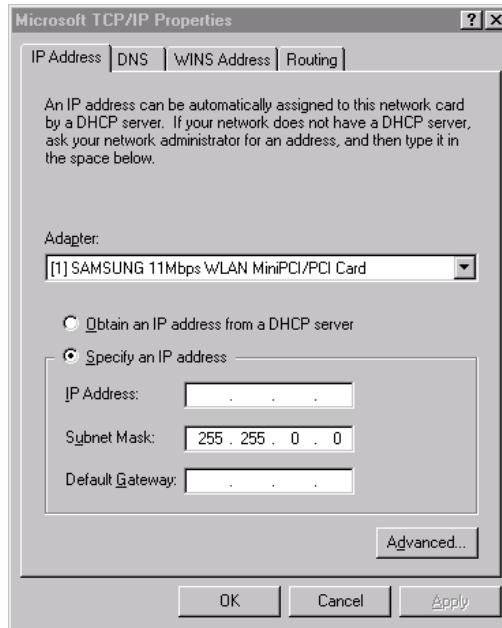 Microsoft TCP/IP Properties
? x
IP Address DNS WINS Address Routing
An IP address can be automatically assigned to this network card
by a DHCP server. If your network does not have a DHCP server,
ask your network administrator for an address, and then type it in
the space below.
Adapter:
[1] SAMSUNG 11Mbps WLAN MiniPCI/PCI Card
Obtain an IP address from a DHCP server
Specify an IP address
IP Address: . . .
Subnet Mask: 255 . 255 . 0 . 0
Default Gateway: . . .
Advanced...
OK Cancel Apply